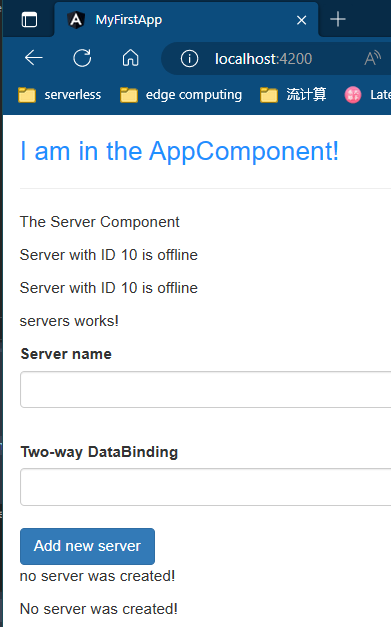 MyFirstApp
localhost:4200
serverless
edge computing
流计算
Late
I am in the AppComponent!
The Server Component
Server with ID 10 is offline
Server with ID 10 is offline
servers works!
Server name
Two-way DataBinding
Add new server
no server was created!
No server was created!